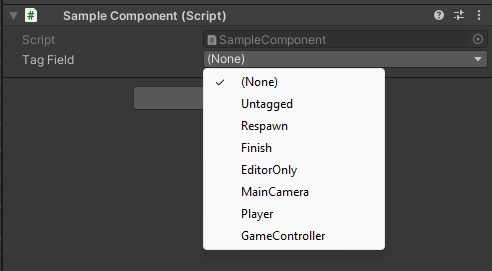 Sample Component (Script)
Script
SampleComponent
Tag Field
(None)
(None)
Untagged
Respawn
Finish
EditorOnly
MainCamera
Player
GameController